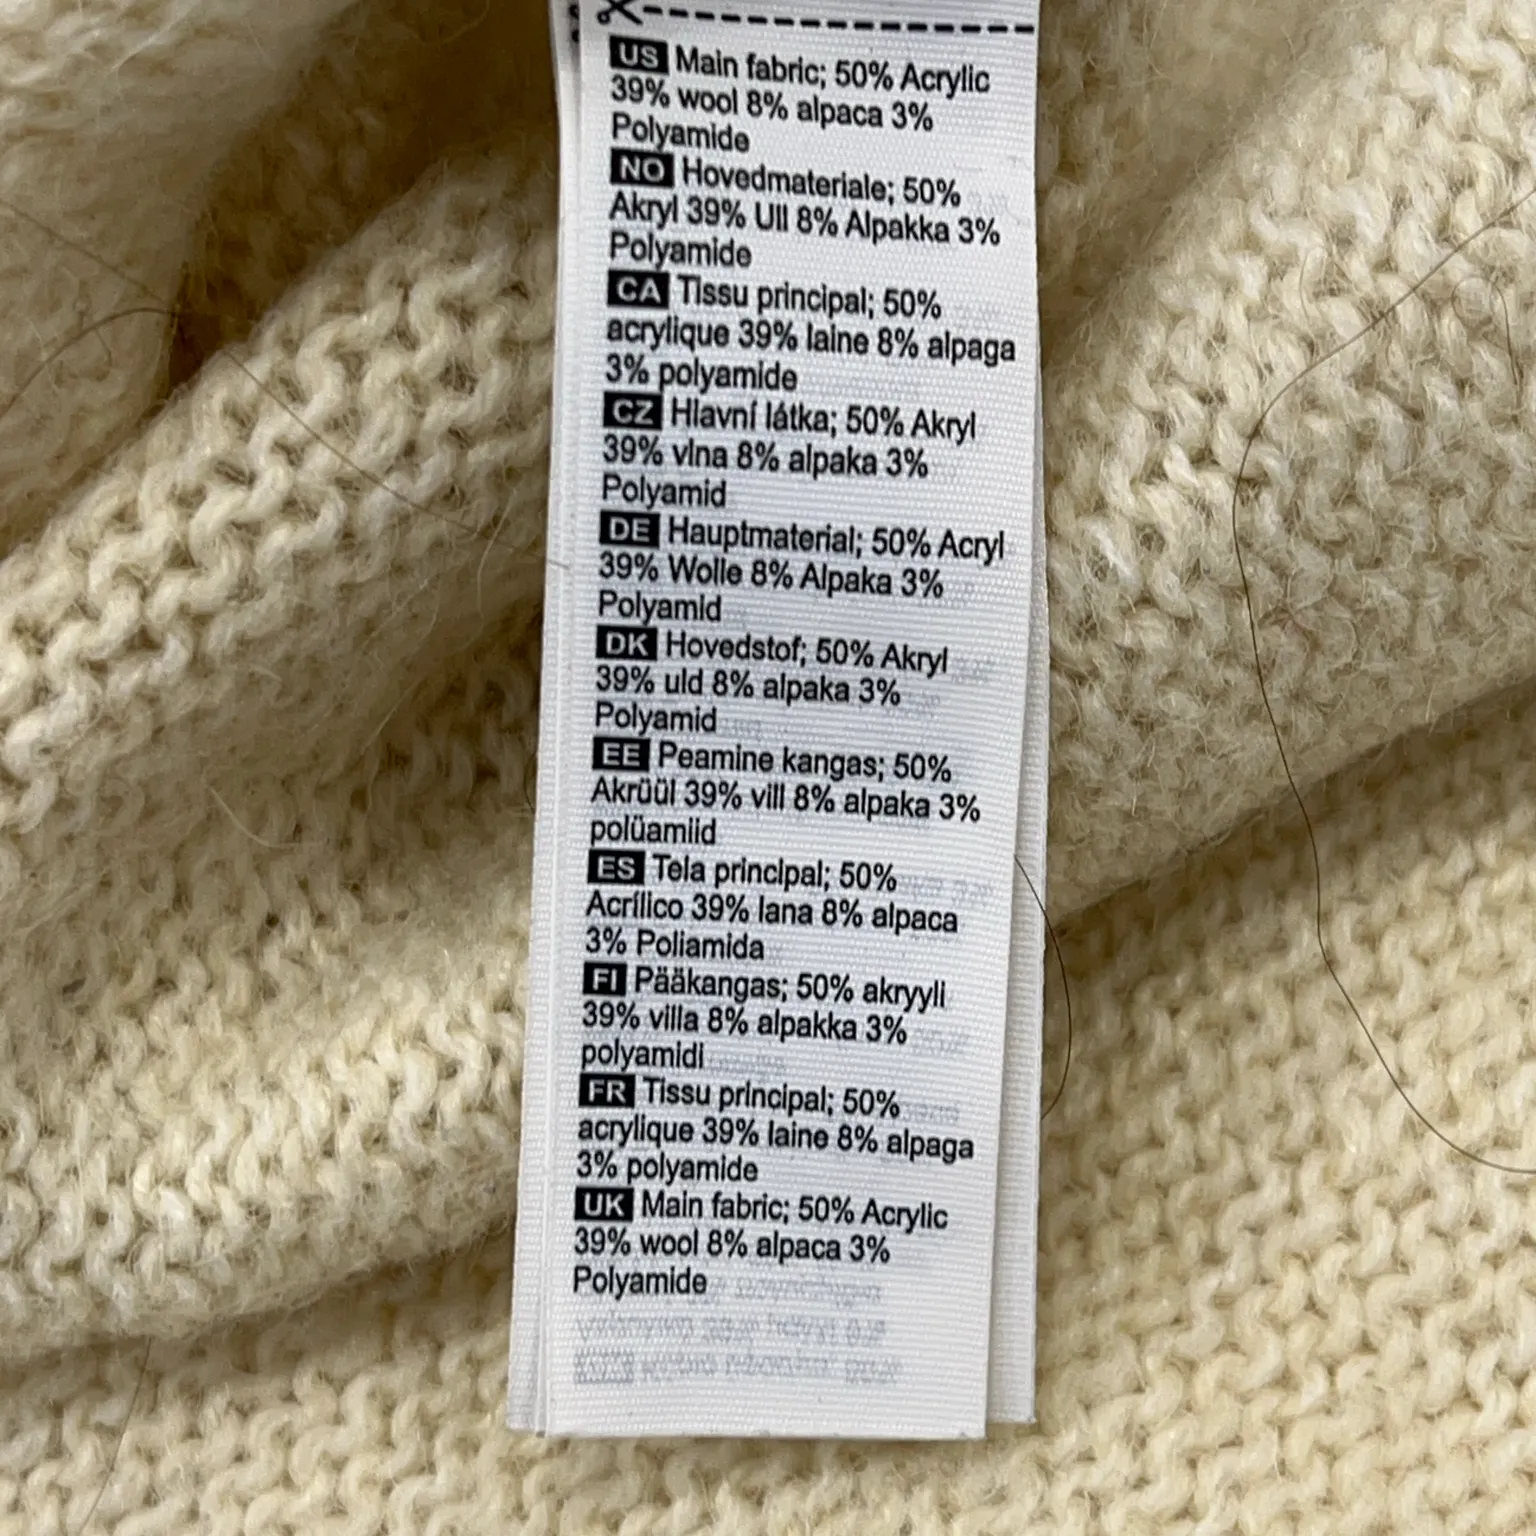 US Main fabric; 50% Acrylic
39% wool 8% alpaca 3%
Polyamide
NO Hovedmateriale; 50%
Akryl 39% Ull 8% Alpakka 3%
Polyamide
CA Tissu principal; 50%
acrylique 39% laine 8% alpaga
3% polyamide
CZ Hlavní látka; 50% Akryl
39% vlna 8% alpaka 3%
Polyamid
DE Hauptmaterial; 50% Acryl
39% Wolle 8% Alpaka 3%
Polyamid
DK Hovedstof; 50% Akryl
39% uld 8% alpaka 3%
Polyamid
EE Peamine kangas; 50%
Akrüül 39% vill 8% alpaka 3%
polüamiid
ES Tela principal; 50%
Acrílico 39% lana 8% alpaca
3% Poliamida
FI Pääkangas; 50% akryyli
39% villa 8% alpakka 3%
polyamidi
FR Tissu principal; 50%
acrylique 39% laine 8% alpaga
3% polyamide
UK Main fabric; 50% Acrylic
39% wool 8% alpaca 3%
Polyamide